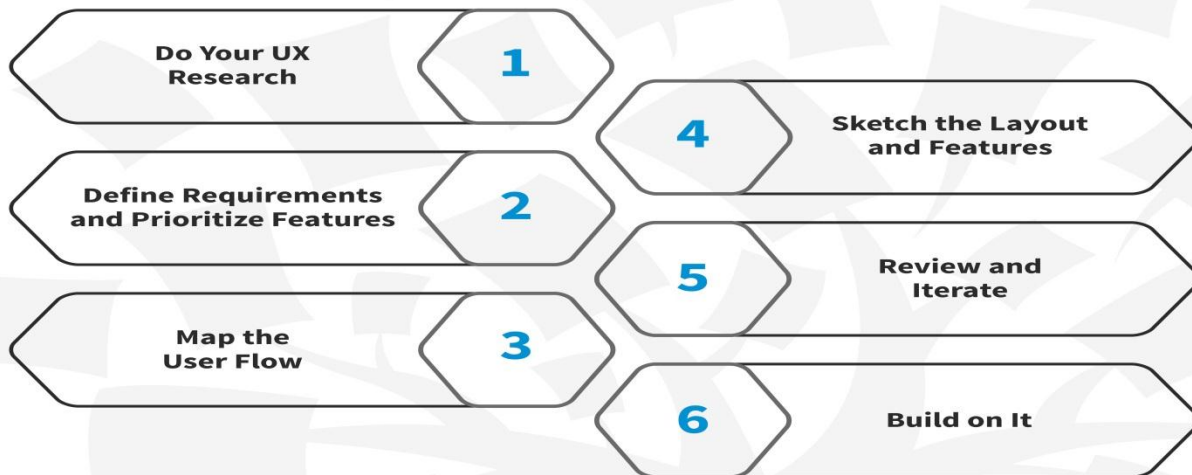 1
Do Your UX
Research
2
Define Requirements
and Prioritize Features
3
Map the
User Flow
4
Sketch the Layout
and Features
5
Review and
Iterate
6
Build on It